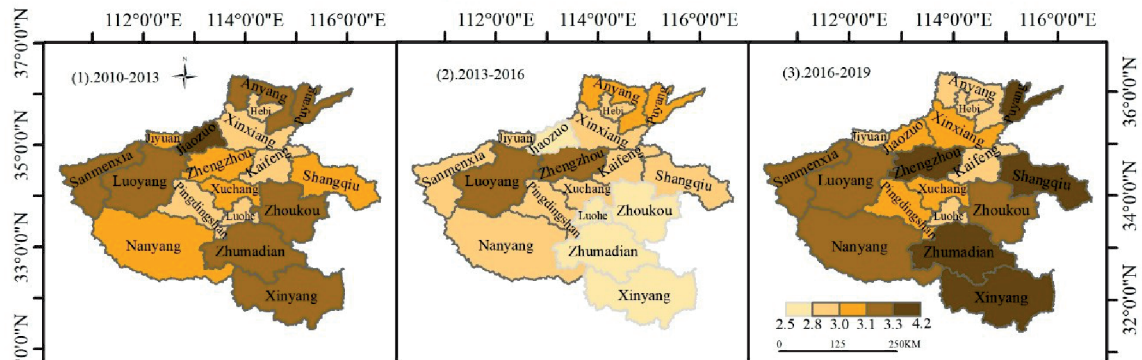 112°0'0"E 114°0'0"E 116°0'0"E 112°0'0"E 114°0'0"E 116°0'0"E 112°0'0"E 114°0'0"E 116°0'0"E
37°0'0"N
35°0'0"N
33°0'0"N
0°0'0"N
(1).2010-2013
N
Anyang
Puyang
Hebi
Xinxiang
Jiyuan
Jiaozuo
Sanmenxia
Luoyang
Zhengzhou
Kaifeng
Shangqiu
Pingdingshan
Xuchang
Luohe
Zhoukou
Nanyang
Zhumadian
Xinyang
(2).2013-2016
Anyang
Puyang
Hebi
Xinxiang
Jiyuan
Jiaozuo
Sanmenxia
Luoyang
Zhengzhou
Kaifeng
Shangqiu
Pingdingshan
Xuchang
Luohe
Zhoukou
Nanyang
Zhumadian
Xinyang
(3).2016-2019
Anyang
Puyang
Hebi
Xinxiang
Jiyuan
Jiaozuo
Sanmenxia
Luoyang
Zhengzhou
Kaifeng
Shangqiu
Pingdingshan
Xuchang
Luohe
Zhoukou
Nanyang
Zhumadian
Xinyang
2.5 2.8 3.0 3.1 3.3 4.2
0 125 250KM
36°0'0"N
34°0'0"N
32°0'0"N